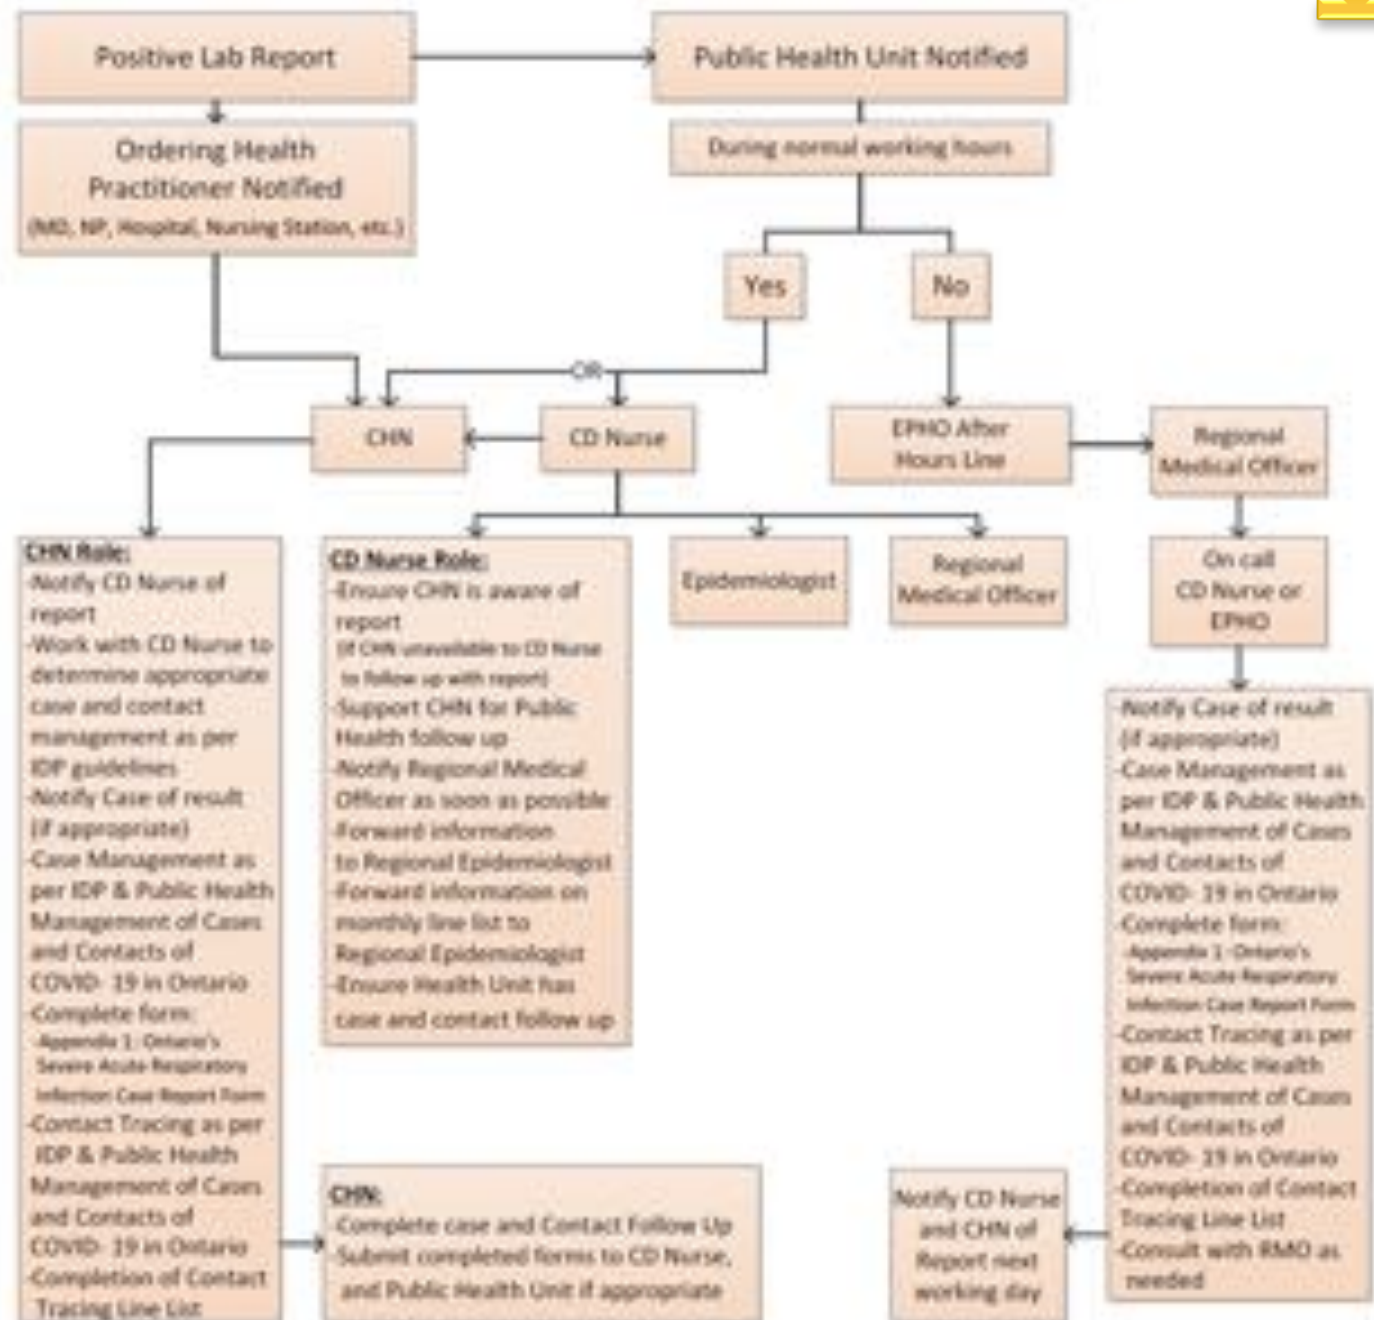 Positive Lab Report
Public Health Unit Notified
Ordering Health
Practitioner Notified
(MD, NP, Hospital, Nursing Station, etc.)
During normal working hours
Yes
No
OR
CHN
CD Nurse
EPHO After
Hours Line
Regional
Medical Officer
CHN Role:
-Notify CD Nurse of
report
-Work with CD Nurse to
determine appropriate
case and contact
management as per
IDP guidelines
-Notify Case of result
(if appropriate)
-Case Management as
per IDP & Public Health
Management of Cases
and Contacts of
COVID- 19 in Ontario
-Complete form:
-Appendix 1: Ontario's
Severe Acute Respiratory
Infection Case Report Form
-Contact Tracing as per
IDP & Public Health
Management of Cases
and Contacts of
COVID- 19 in Ontario
-Completion of Contact
Tracing Line List
CD Nurse Role:
-Ensure CHN is aware of
report
(if CHN unavailable to CD Nurse
to follow up with report)
-Support CHN for Public
Health follow up
-Notify Regional Medical
Officer as soon as possible
-Forward information
to Regional Epidemiologist
-Forward information on
monthly line list to
Regional Epidemiologist
-Ensure Health Unit has
case and contact follow up
Epidemiologist
Regional
Medical Officer
On call
CD Nurse or
EPHO
-Notify Case of result
(if appropriate)
-Case Management as
per IDP & Public Health
Management of Cases
and Contacts of
COVID- 19 in Ontario
-Complete form:
-Appendix 1: Ontario's
Severe Acute Respiratory
Infection Case Report Form
-Contact Tracing as per
IDP & Public Health
Management of Cases
and Contacts of
COVID- 19 in Ontario
-Completion of Contact
Tracing Line List
-Consult with RMO as
needed
CHN:
-Complete case and Contact Follow Up
-Submit completed forms to CD Nurse,
and Public Health Unit if appropriate
Notify CD Nurse
and CHN of
Report next
working day